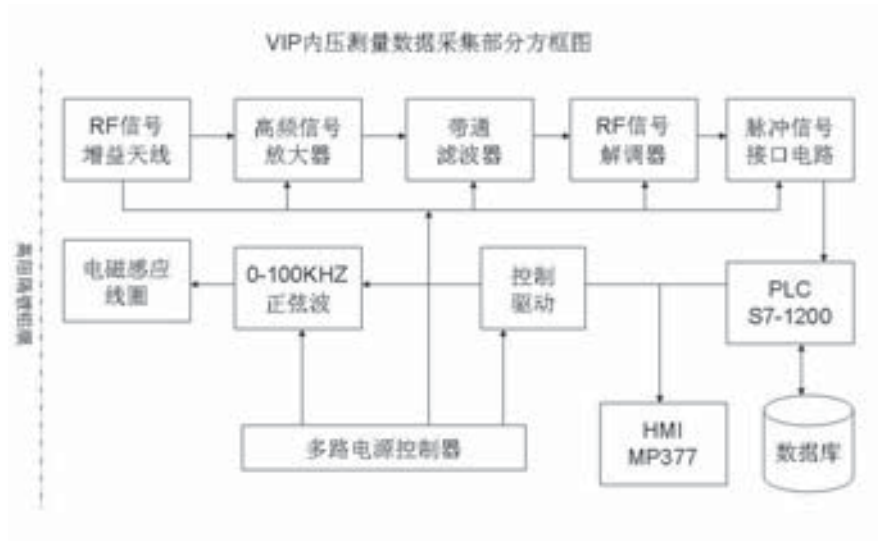 VIP内压测量数据采集部分方框图
RF信号
增益天线
高频信号
放大器
带通
滤波器
RF信号
解调器
脉冲信号
接口电路
电磁感应
线圈
0-100KHZ
正弦波
控制
驱动
PLC
S7-1200
多路电源控制器
HMI
MP377
数据库